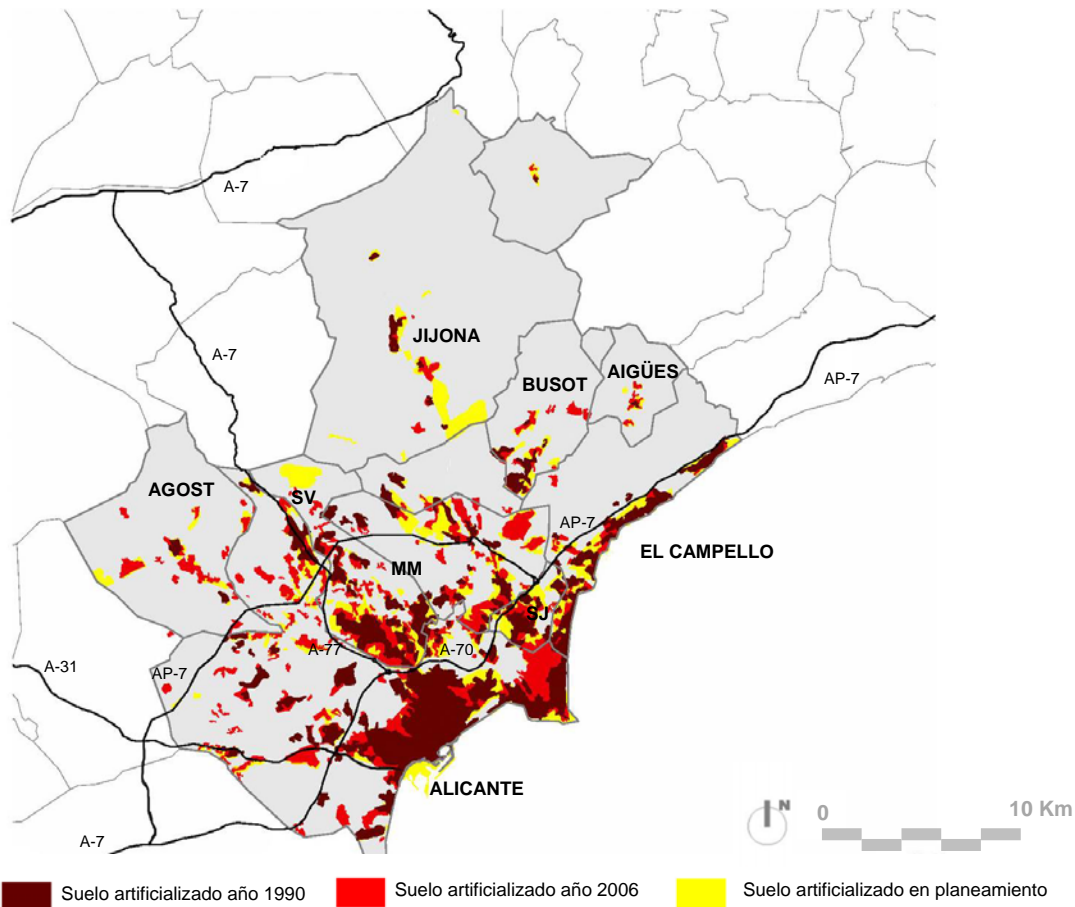 A-7
JIJONA
A-7
BUSOT
AIGÜES
AP-7
AGOST
SV
AP-7
EL CAMPELLO
MM
SJ
A-77
A-70
A-31
AP-7
ALICANTE
N
0
10 Km
A-7
Suelo artificializado año 1990
Suelo artificializado año 2006
Suelo artificializado en planeamiento